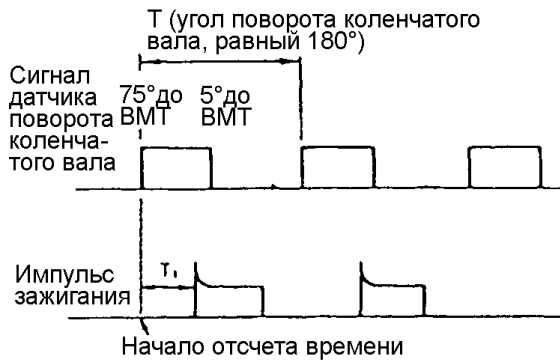 T (угол поворота коленчатого
вала, равный 180°)
Сигнал
датчика
поворота
коленча-
того вала
75°до
ВМТ
5°до
ВМТ
T₁
Импульс
зажигания
Начало отсчета времени